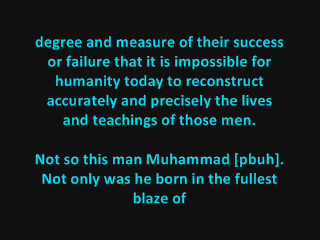 degree and measure of their success
or failure that it is impossible for
humanity today to reconstruct
accurately and precisely the lives
and teachings of those men.
Not so this man Muhammad [pbuh].
Not only was he born in the fullest
blaze of